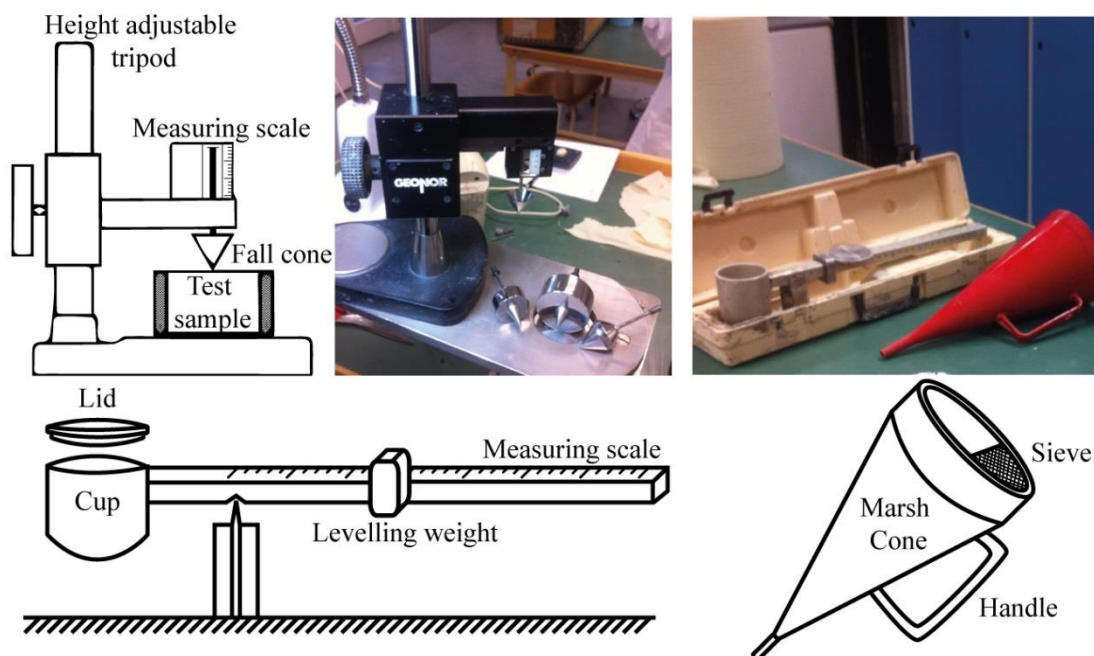 Height adjustable
tripod
Measuring scale
Fall cone
Test
sample
GEONOR
Lid
Cup
Measuring scale
Levelling weight
Sieve
Marsh
Cone
Handle